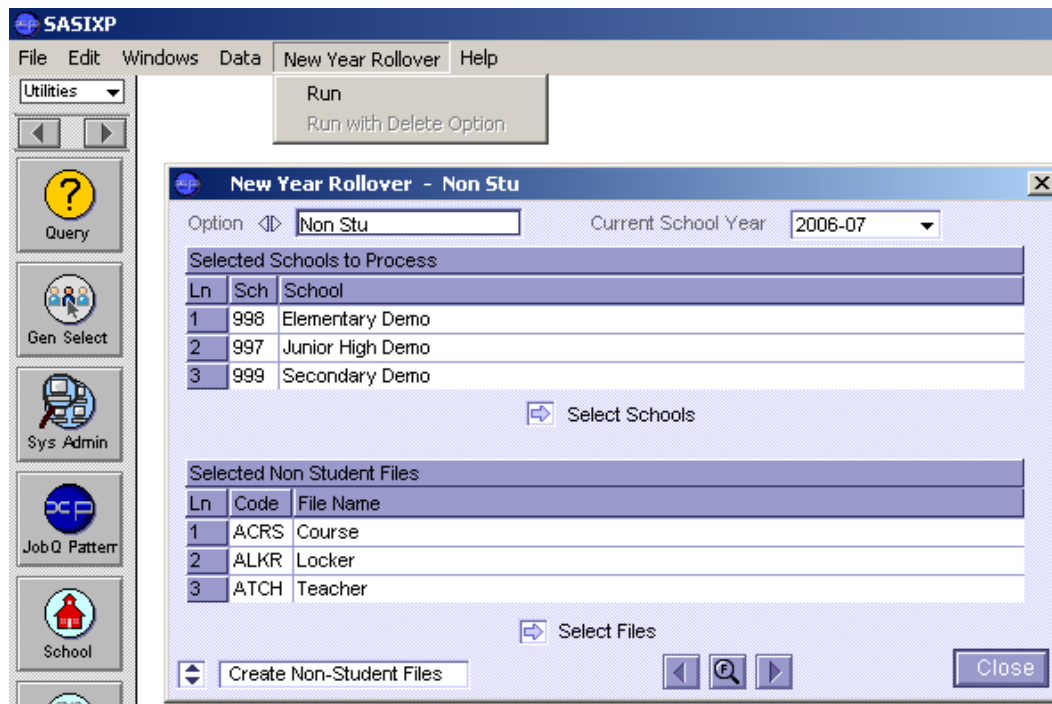 SASIXP
File Edit Windows Data New Year Rollover Help
Utilities
Run
Run with Delete Option
Query
Gen Select
Sys Admin
JobQ Pattern
School
New Year Rollover - Non Stu
Option Non Stu Current School Year 2006-07
Selected Schools to Process
Ln Sch School
1 998 Elementary Demo
2 997 Junior High Demo
3 999 Secondary Demo
Select Schools
Selected Non Student Files
Ln Code File Name
1 ACRS Course
2 ALKR Locker
3 ATCH Teacher
Select Files
Create Non-Student Files
Close